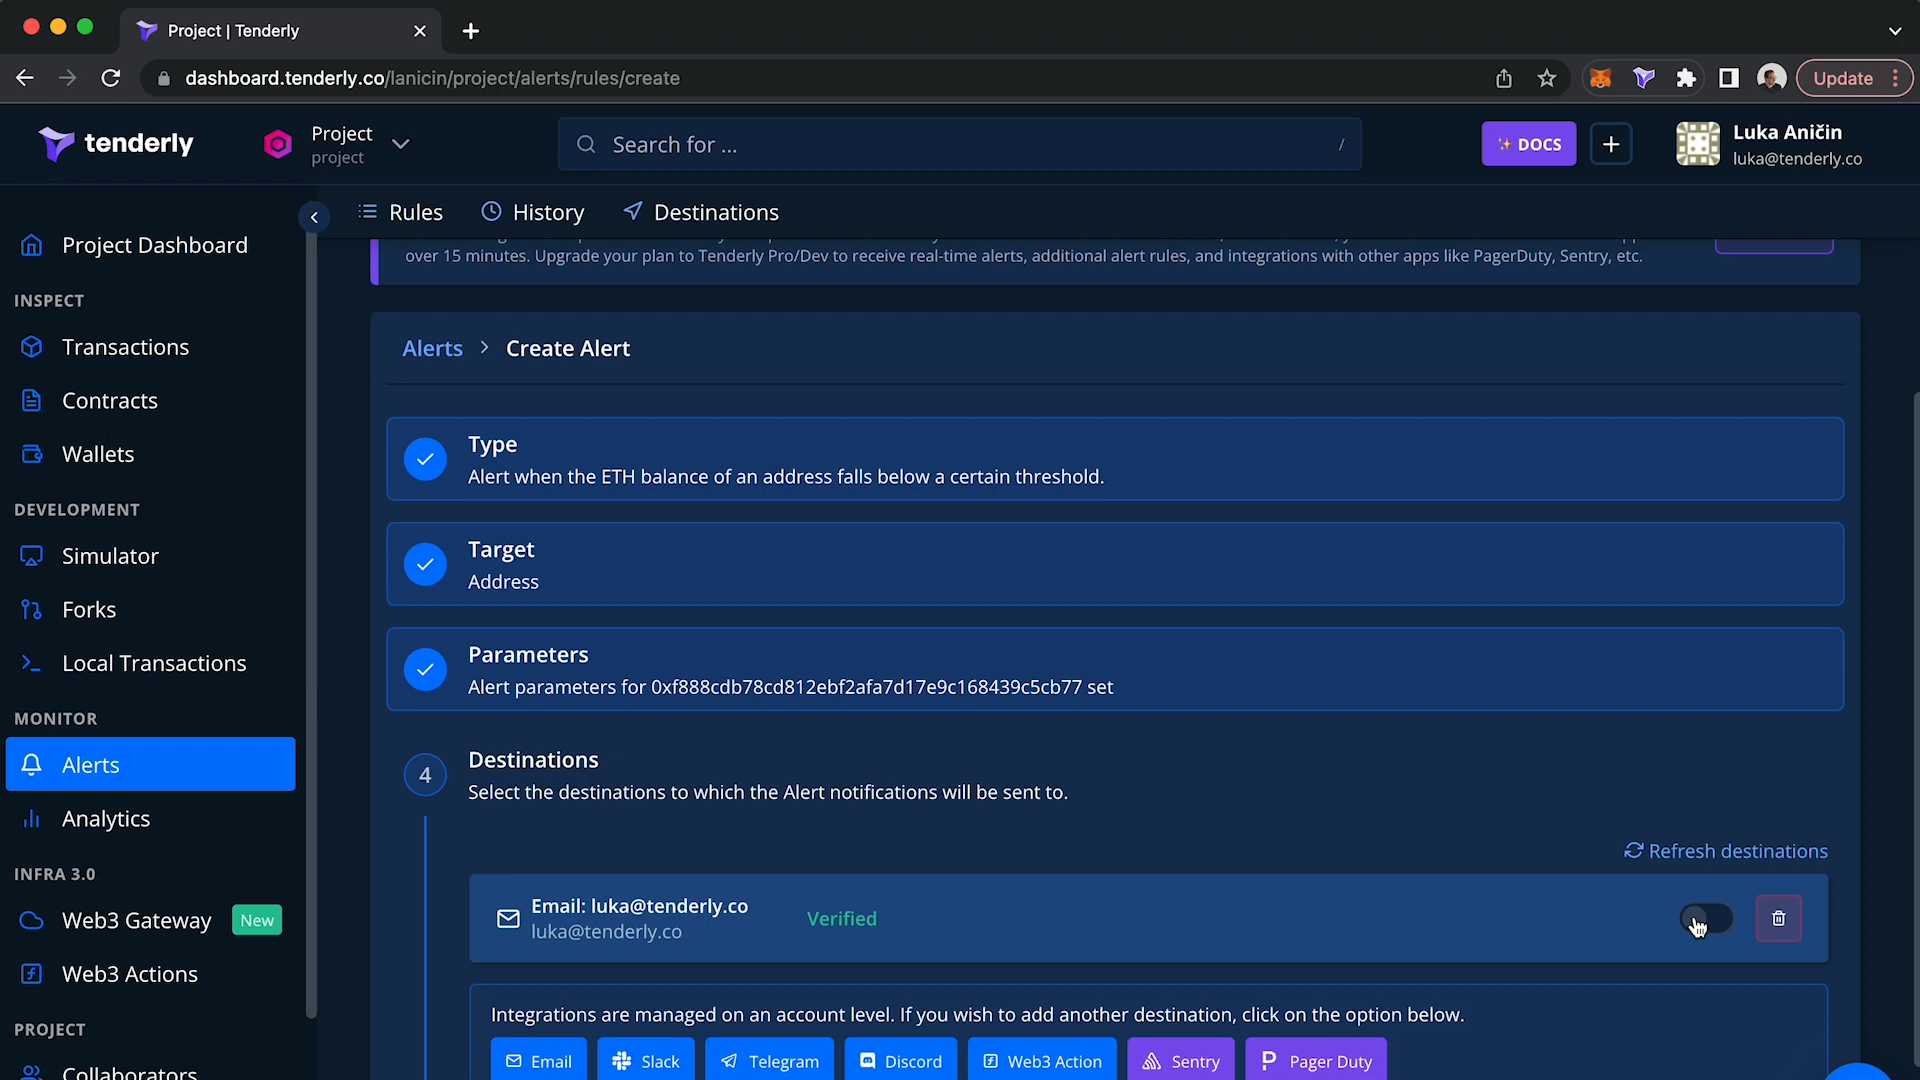 Project | Tenderly
dashboard.tenderly.co/lanicin/project/alerts/rules/create
Update
tenderly
Project
project
Search for ...
/
DOCS
Luka Aničin
luka@tenderly.co
Rules
History
Destinations
Project Dashboard
INSPECT
Transactions
Contracts
Wallets
DEVELOPMENT
Simulator
Forks
Local Transactions
MONITOR
Alerts
Analytics
INFRA 3.0
Web3 Gateway
New
Web3 Actions
PROJECT
Collaborators
over 15 minutes. Upgrade your plan to Tenderly Pro/Dev to receive real-time alerts, additional alert rules, and integrations with other apps like PagerDuty, Sentry, etc.
Alerts > Create Alert
Type
Alert when the ETH balance of an address falls below a certain threshold.
Target
Address
Parameters
Alert parameters for 0xf888cdb78cd812ebf2afa7d17e9c168439c5cb77 set
4
Destinations
Select the destinations to which the Alert notifications will be sent to.
Refresh destinations
Email: luka@tenderly.co
luka@tenderly.co
Verified
Integrations are managed on an account level. If you wish to add another destination, click on the option below.
Email
Slack
Telegram
Discord
Web3 Action
Sentry
Pager Duty